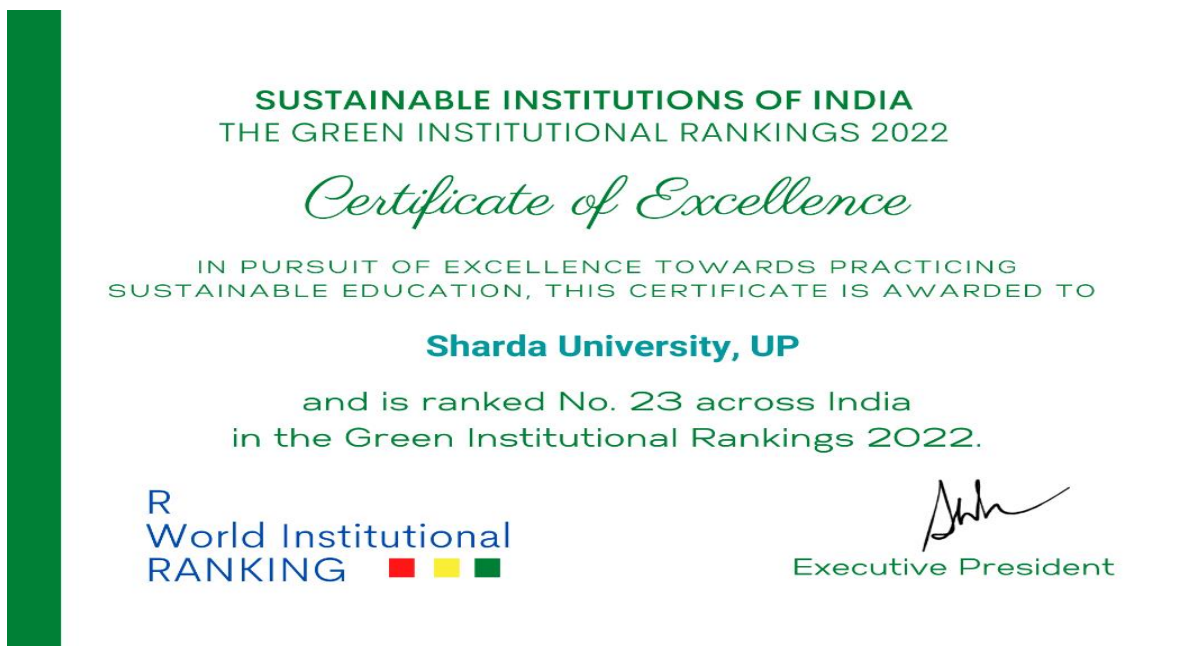 SUSTAINABLE INSTITUTIONS OF INDIA
THE GREEN INSTITUTIONAL RANKINGS 2022
Certificate of Excellence
IN PURSUIT OF EXCELLENCE TOWARDS PRACTICING
SUSTAINABLE EDUCATION, THIS CERTIFICATE IS AWARDED TO
Sharda University, UP
and is ranked No. 23 across India
in the Green Institutional Rankings 2022.
R
World Institutional
RANKING
Executive President